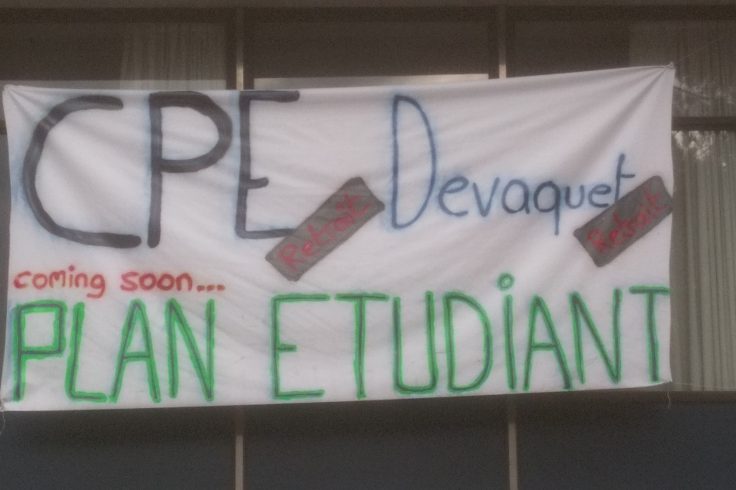 CPE Devaquet
Retrait Retrait
coming soon...
PLAN ETUDiANT